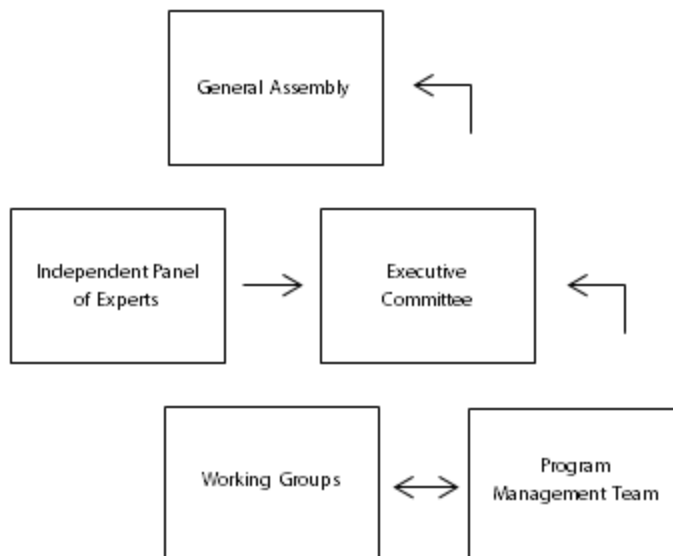 General Assembly
Independent Panel
of Experts
Executive
Committee
Working Groups
Program
Management Team